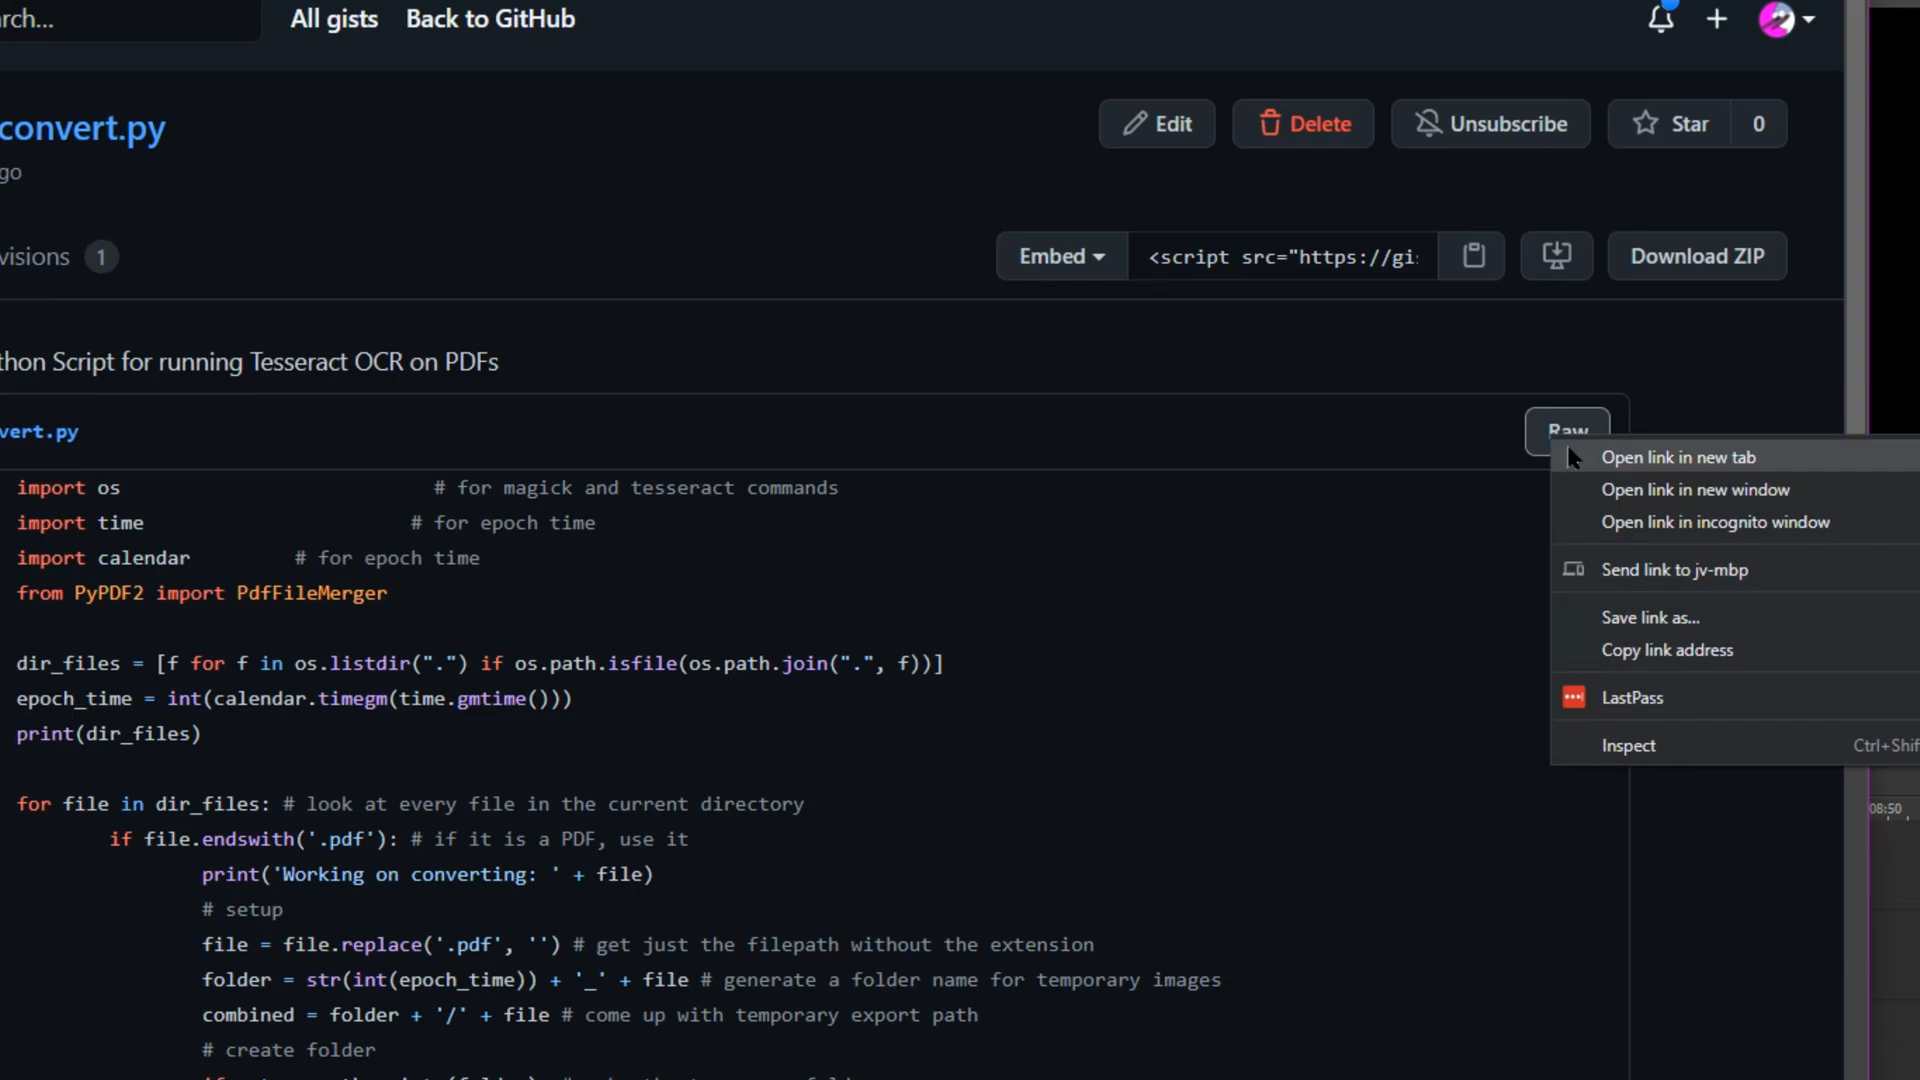 rch... All gists Back to GitHub
convert.py
Edit Delete Unsubscribe Star 0
go
visions 1
Embed <script src="https://gi Download ZIP
thon Script for running Tesseract OCR on PDFs
vert.py
Raw
import os # for magick and tesseract commands
import time # for epoch time
import calendar # for epoch time
from PyPDF2 import PdfFileMerger
dir_files = [f for f in os.listdir(".") if os.path.isfile(os.path.join(".", f))]
epoch_time = int(calendar.timegm(time.gmtime()))
print(dir_files)
for file in dir_files: # look at every file in the current directory
if file.endswith('.pdf'): # if it is a PDF, use it
print('Working on converting: ' + file)
# setup
file = file.replace('.pdf', '') # get just the filepath without the extension
folder = str(int(epoch_time)) + '_' + file # generate a folder name for temporary images
combined = folder + '/' + file # come up with temporary export path
# create folder
Open link in new tab
Open link in new window
Open link in incognito window
Send link to jv-mbp
Save link as...
Copy link address
LastPass
Inspect Ctrl+Shif
08:50